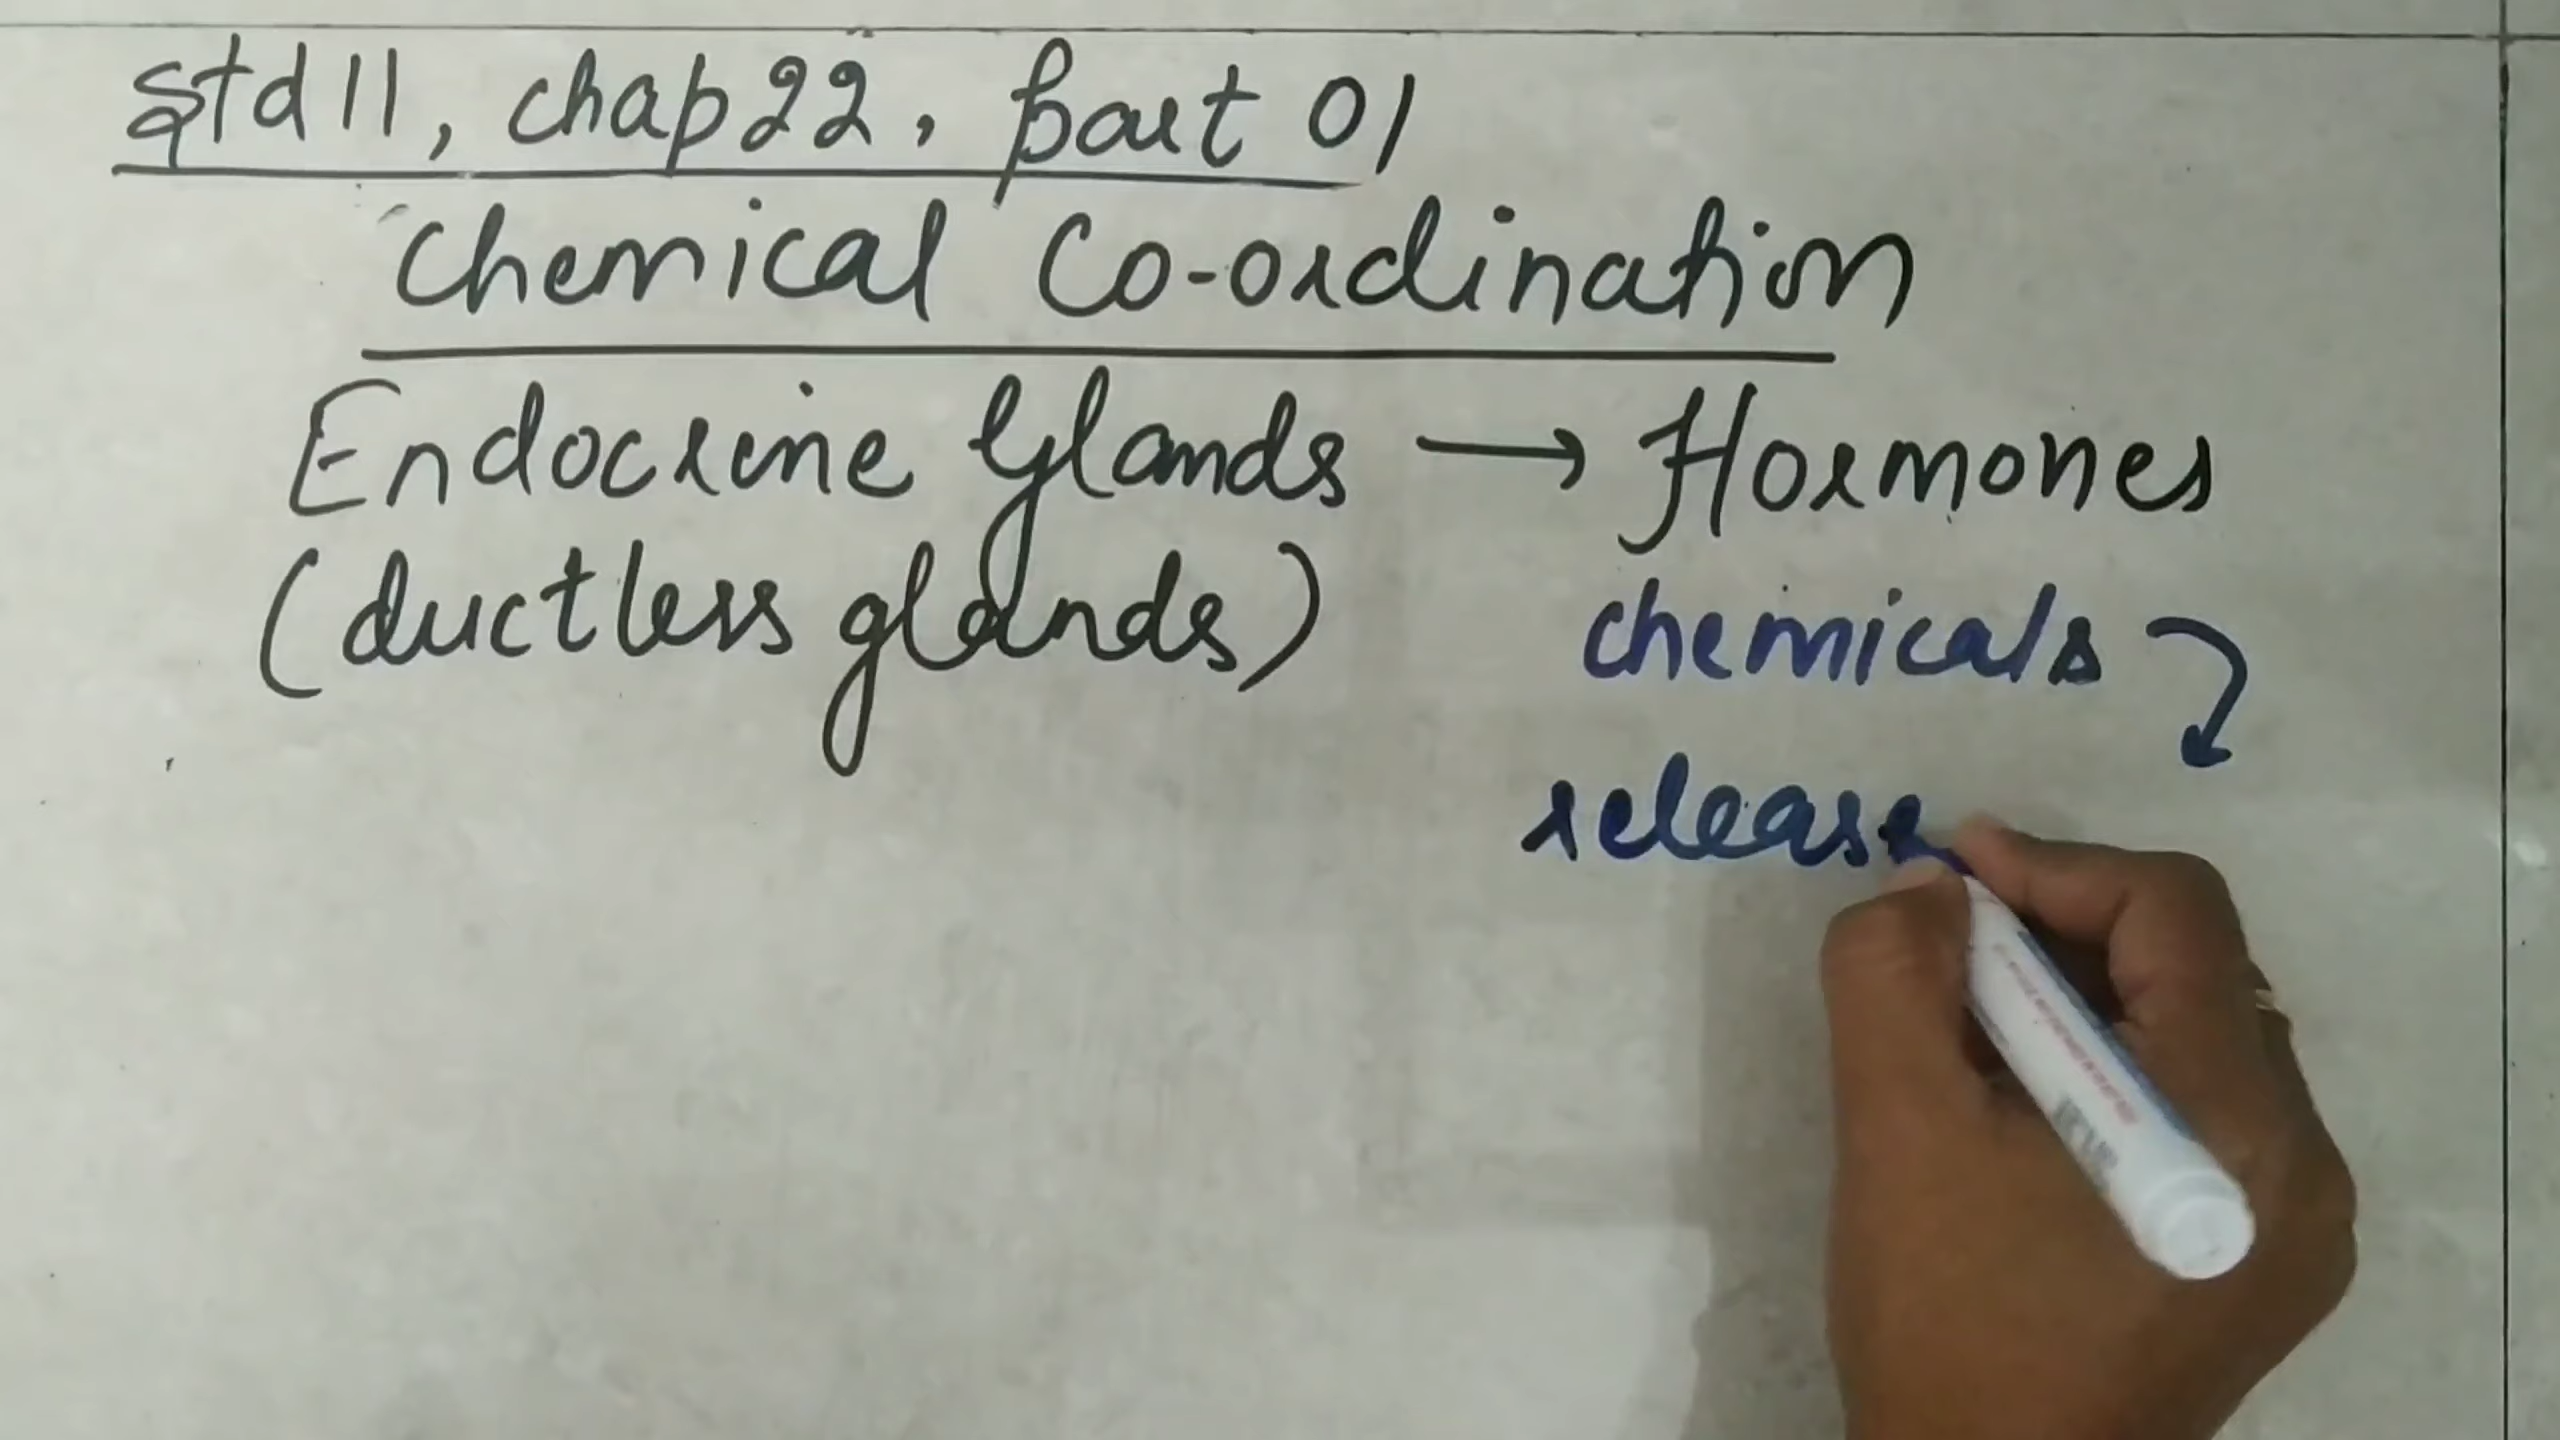 Std 11, chap 22, Part 01
Chemical Co-ordination
Endocrine Glands → Hormones
(ductless glands)
chemicals
release